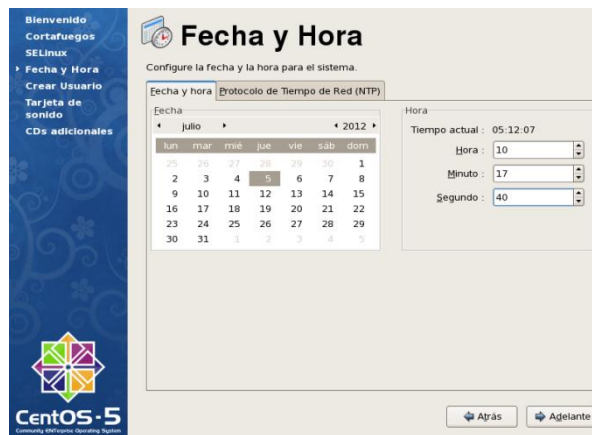 Bienvenido
Cortafuegos
SELinux
Fecha y Hora
Crear Usuario
Tarjeta de
sonido
CDs adicionales
CentOS-5
Community ENTerprise Operating System
Fecha y Hora
Configure la fecha y la hora para el sistema.
Fecha y hora Protocolo de Tiempo de Red (NTP)
Fecha
julio 2012
lun mar mié jue vie sáb dom
25 26 27 28 29 30 1
2 3 4 5 6 7 8
9 10 11 12 13 14 15
16 17 18 19 20 21 22
23 24 25 26 27 28 29
30 31 1 2 3 4 5
Hora
Tiempo actual : 05:12:07
Hora : 10
Minuto : 17
Segundo : 40
Atrás Adelante